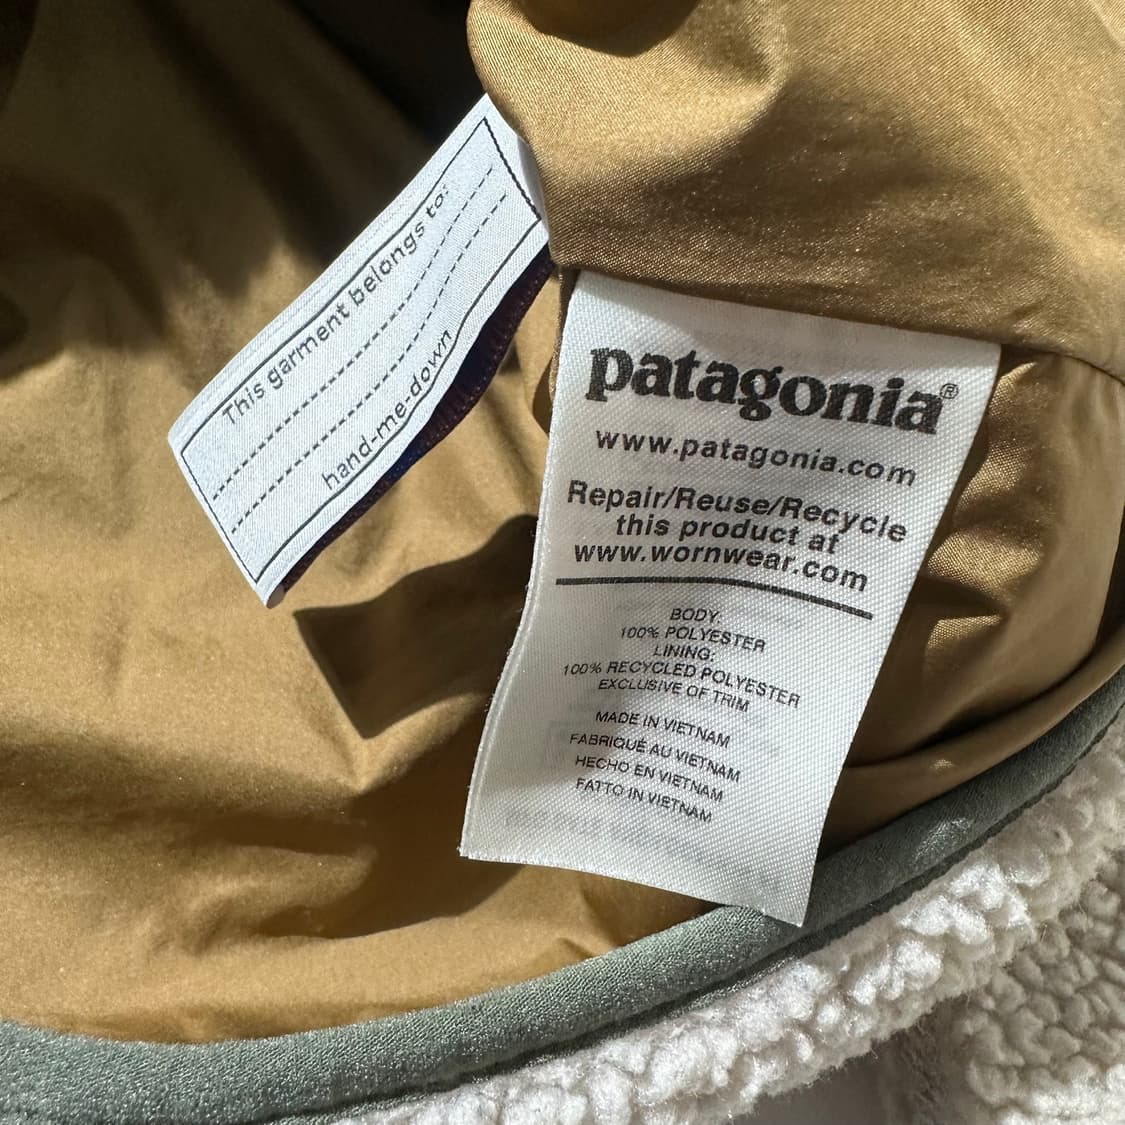 This garment belongs to:
hand-me-down
patagonia®
www.patagonia.com
Repair/Reuse/Recycle
this product at
www.wornwear.com
BODY:
100% POLYESTER
LINING:
100% RECYCLED POLYESTER
EXCLUSIVE OF TRIM
MADE IN VIETNAM
FABRIQUÉ AU VIETNAM
HECHO EN VIETNAM
FATTO IN VIETNAM